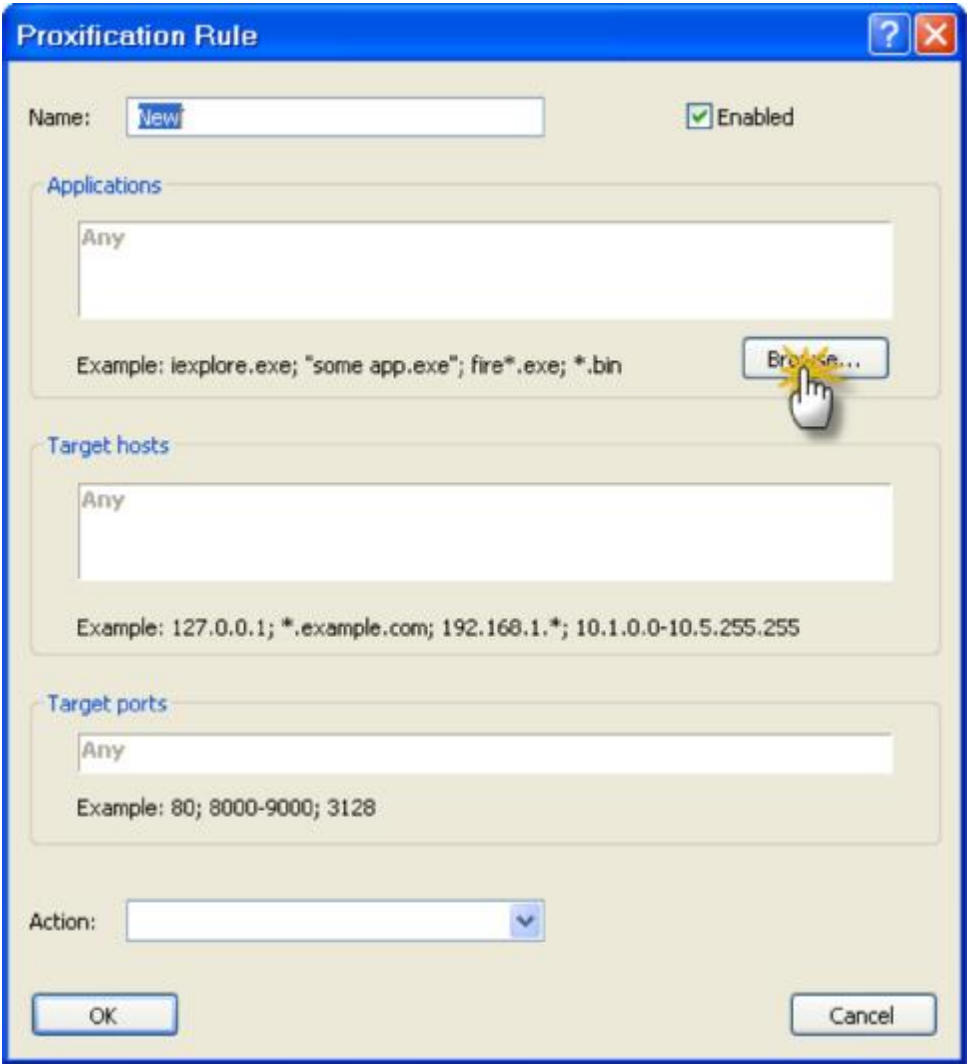 Proxification Rule
Name: New Enabled
Applications
Any
Example: iexplore.exe; "some app.exe"; fire*.exe; *.bin Browse...
Target hosts
Any
Example: 127.0.0.1; *.example.com; 192.168.1.*; 10.1.0.0-10.5.255.255
Target ports
Any
Example: 80; 8000-9000; 3128
Action:
OK Cancel